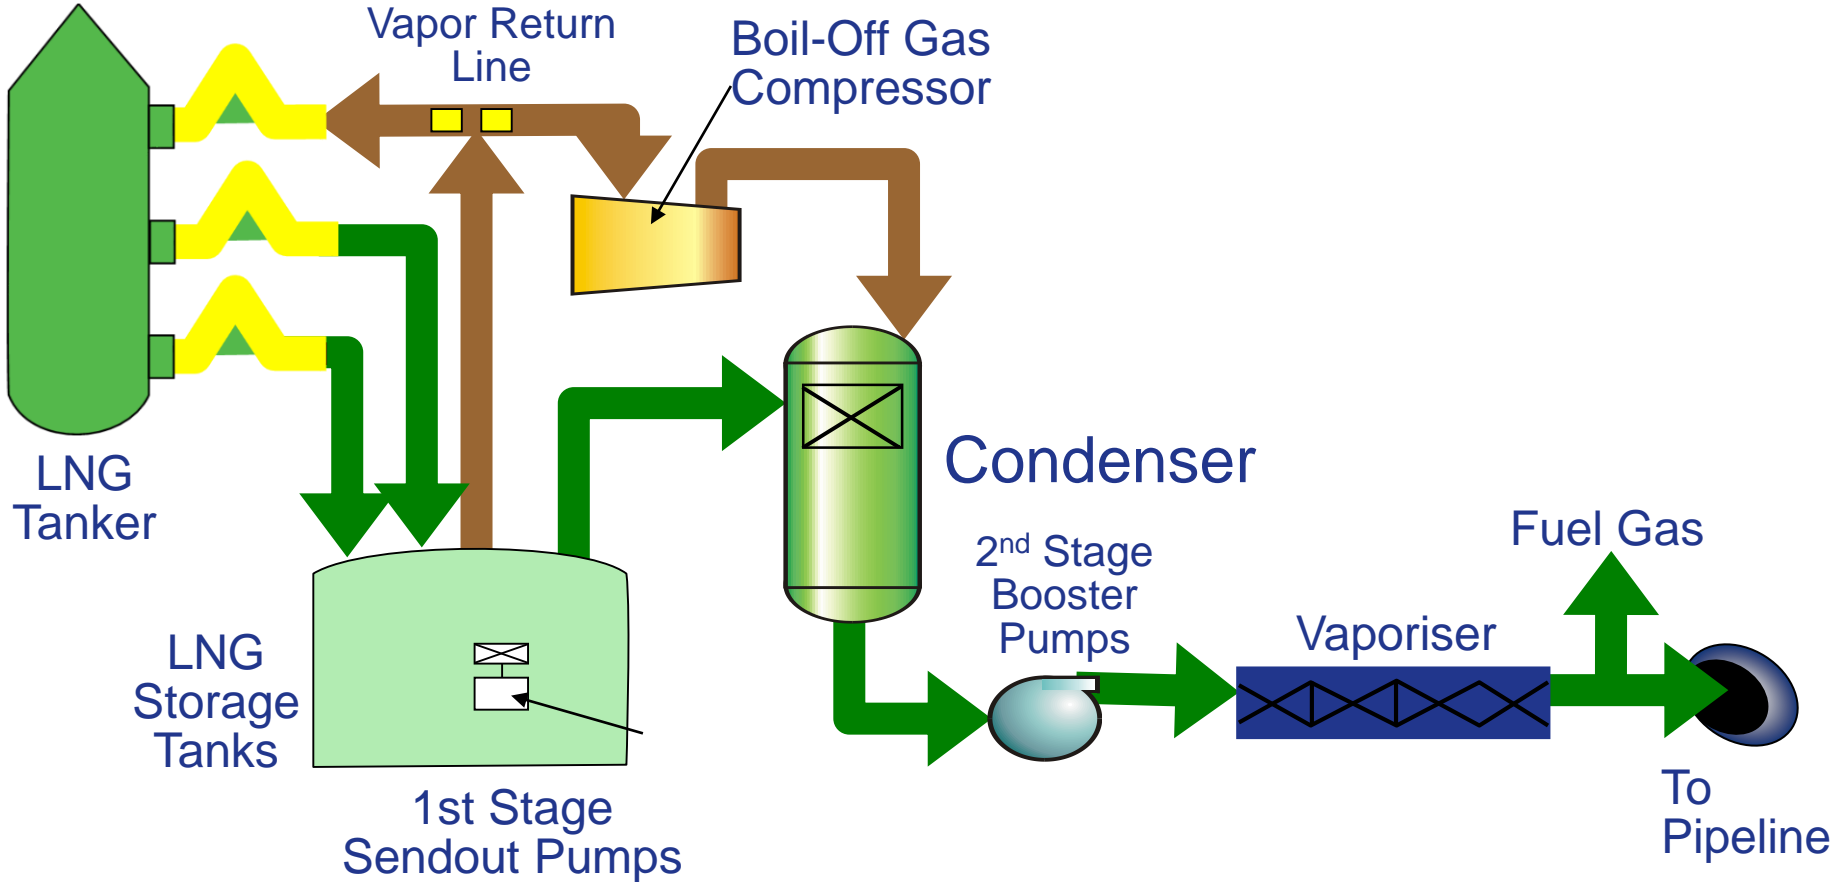 Vapor Return
Line
Boil-Off Gas
Compressor
LNG
Tanker
Condenser
2nd Stage
Booster
Pumps
Fuel Gas
Vaporiser
LNG
Storage
Tanks
1st Stage
Sendout Pumps
To
Pipeline